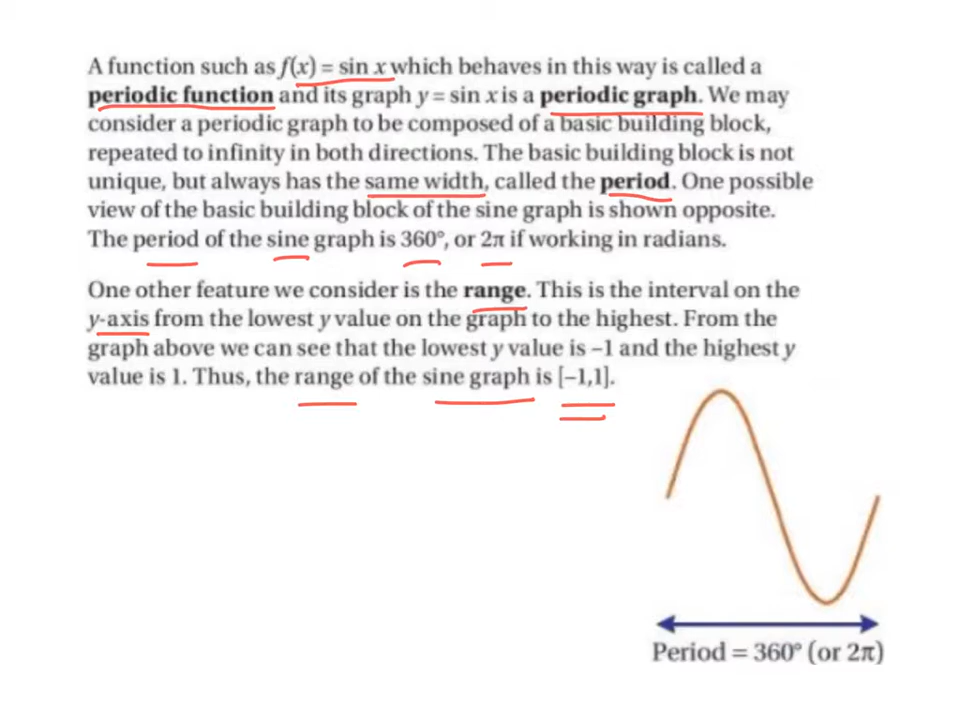 A function such as f(x) = sin x which behaves in this way is called a
periodic function and its graph y = sin x is a periodic graph. We may
consider a periodic graph to be composed of a basic building block,
repeated to infinity in both directions. The basic building block is not
unique, but always has the same width, called the period. One possible
view of the basic building block of the sine graph is shown opposite.
The period of the sine graph is 360°, or 2π if working in radians.
One other feature we consider is the range. This is the interval on the
y-axis from the lowest y value on the graph to the highest. From the
graph above we can see that the lowest y value is –1 and the highest y
value is 1. Thus, the range of the sine graph is [–1,1].
Period = 360° (or 2π)